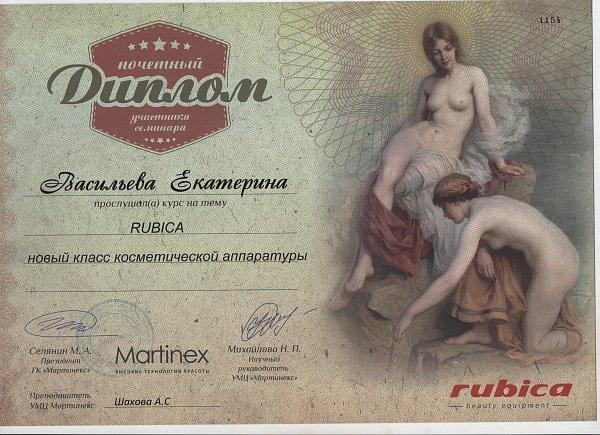 1154
почетный
Диплом
участника
семинара
Васильева Екатерина
прослушал(а) курс на тему
RUBICA
новый класс косметической аппаратуры
Селянин М. А.
Президент
ГК «Мартинекс»
Martinex
ВЫСОКИЕ ТЕХНОЛОГИИ КРАСОТЫ
Михайлова Н. П.
Научный
руководитель
УМЦ«Мартинекс»
Преподаватель
УМЦ Мартинекс
Шахова А.С
rubica
beauty equipment